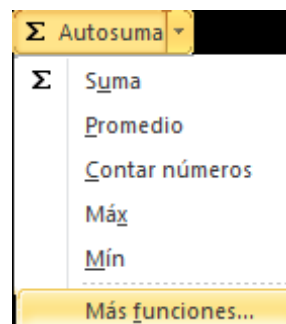 Σ Autosuma
Σ Suma
Promedio
Contar números
Máx
Mín
Más funciones...